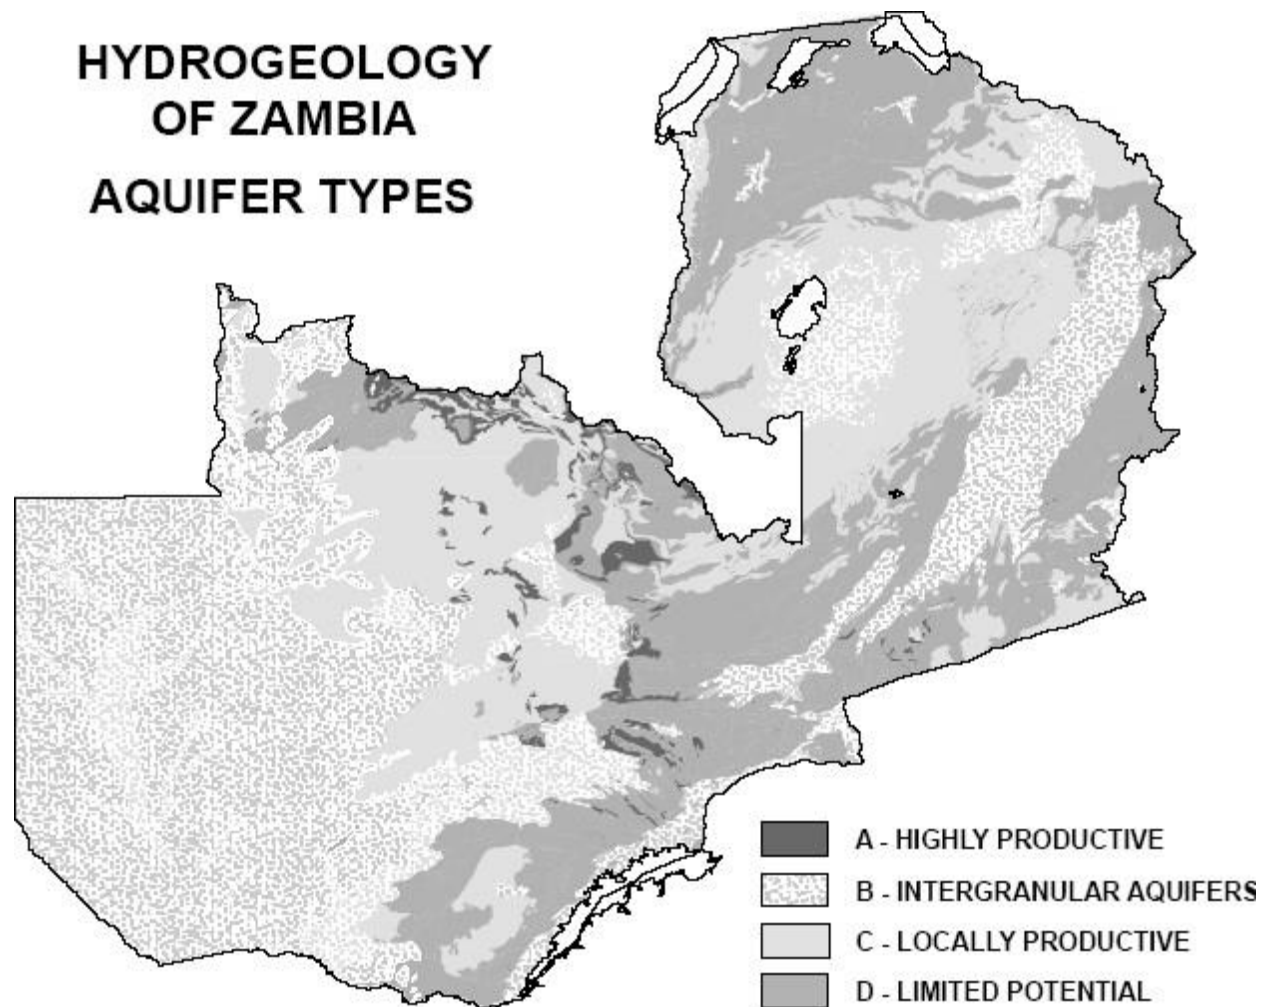 HYDROGEOLOGY
OF ZAMBIA
AQUIFER TYPES
A - HIGHLY PRODUCTIVE
B - INTERGRANULAR AQUIFERS
C - LOCALLY PRODUCTIVE
D - LIMITED POTENTIAL